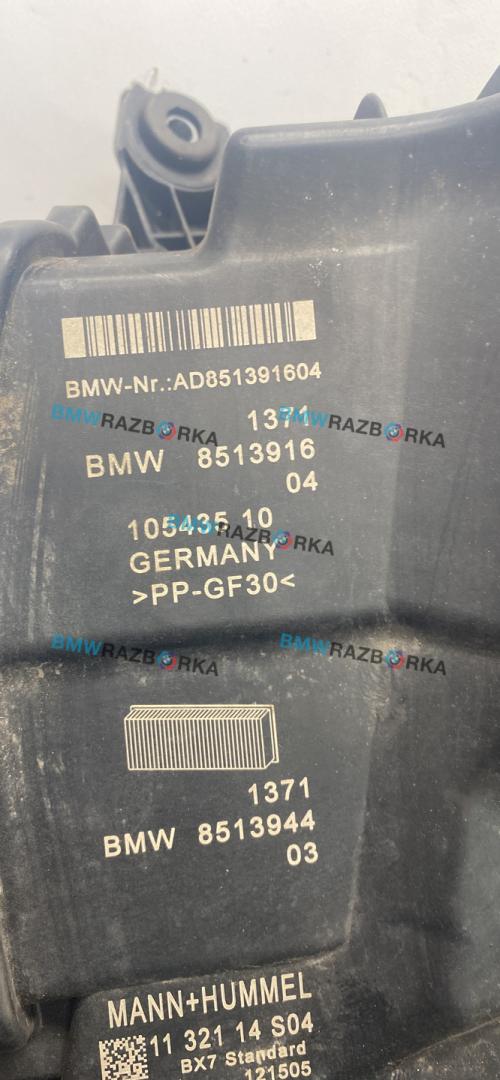 BMW-Nr.:AD851391604
1371
BMWRAZBORKA BMWRAZBORKA
BMW 8513916
04
105435 10
BMWRAZBORKA
GERMANY
>PP-GF30<
BMWRAZBORKA BMWRAZBORKA
1371
BMW 8513944
03
MANN+HUMMEL
11 321 14 S04
BX7 Standard
121505